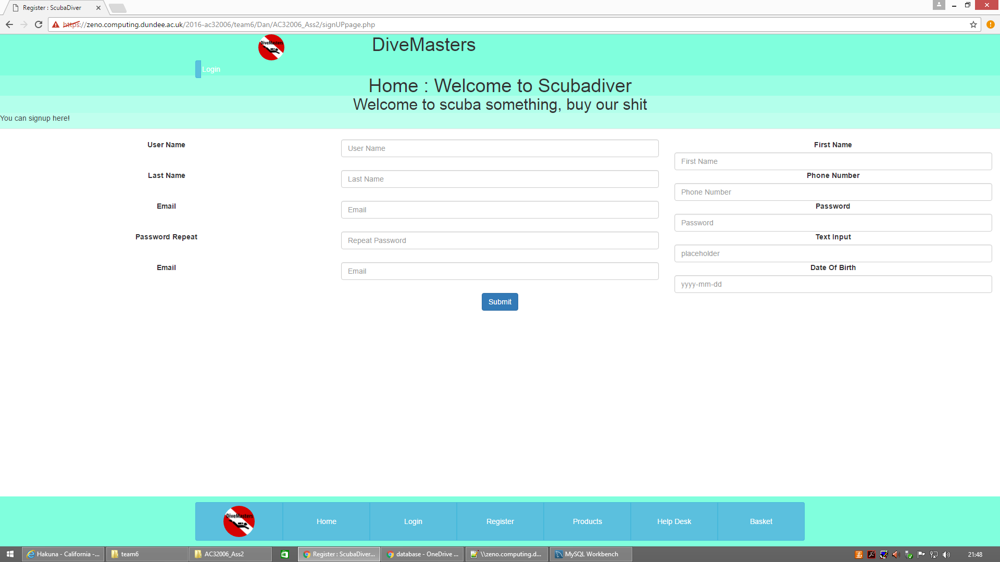 Register : ScubaDiver
https://zeno.computing.dundee.ac.uk/2016-ac32006/team6/Dan/AC32006_Ass2/signUPpage.php
DiveMasters
DiveMasters
Login
Home : Welcome to Scubadiver
Welcome to scuba something, buy our shit
You can signup here!
User Name
User Name
First Name
First Name
Last Name
Last Name
Phone Number
Phone Number
Email
Email
Password
Password
Password Repeat
Repeat Password
Text Input
placeholder
Email
Email
Date Of Birth
yyyy-mm-dd
Submit
DiveMasters
Home
Login
Register
Products
Help Desk
Basket
Hakuna - California -...
team6
AC32006_Ass2
Register : ScubaDiver...
database - OneDrive ...
\\zeno.computing.d...
MySQL Workbench
21:48